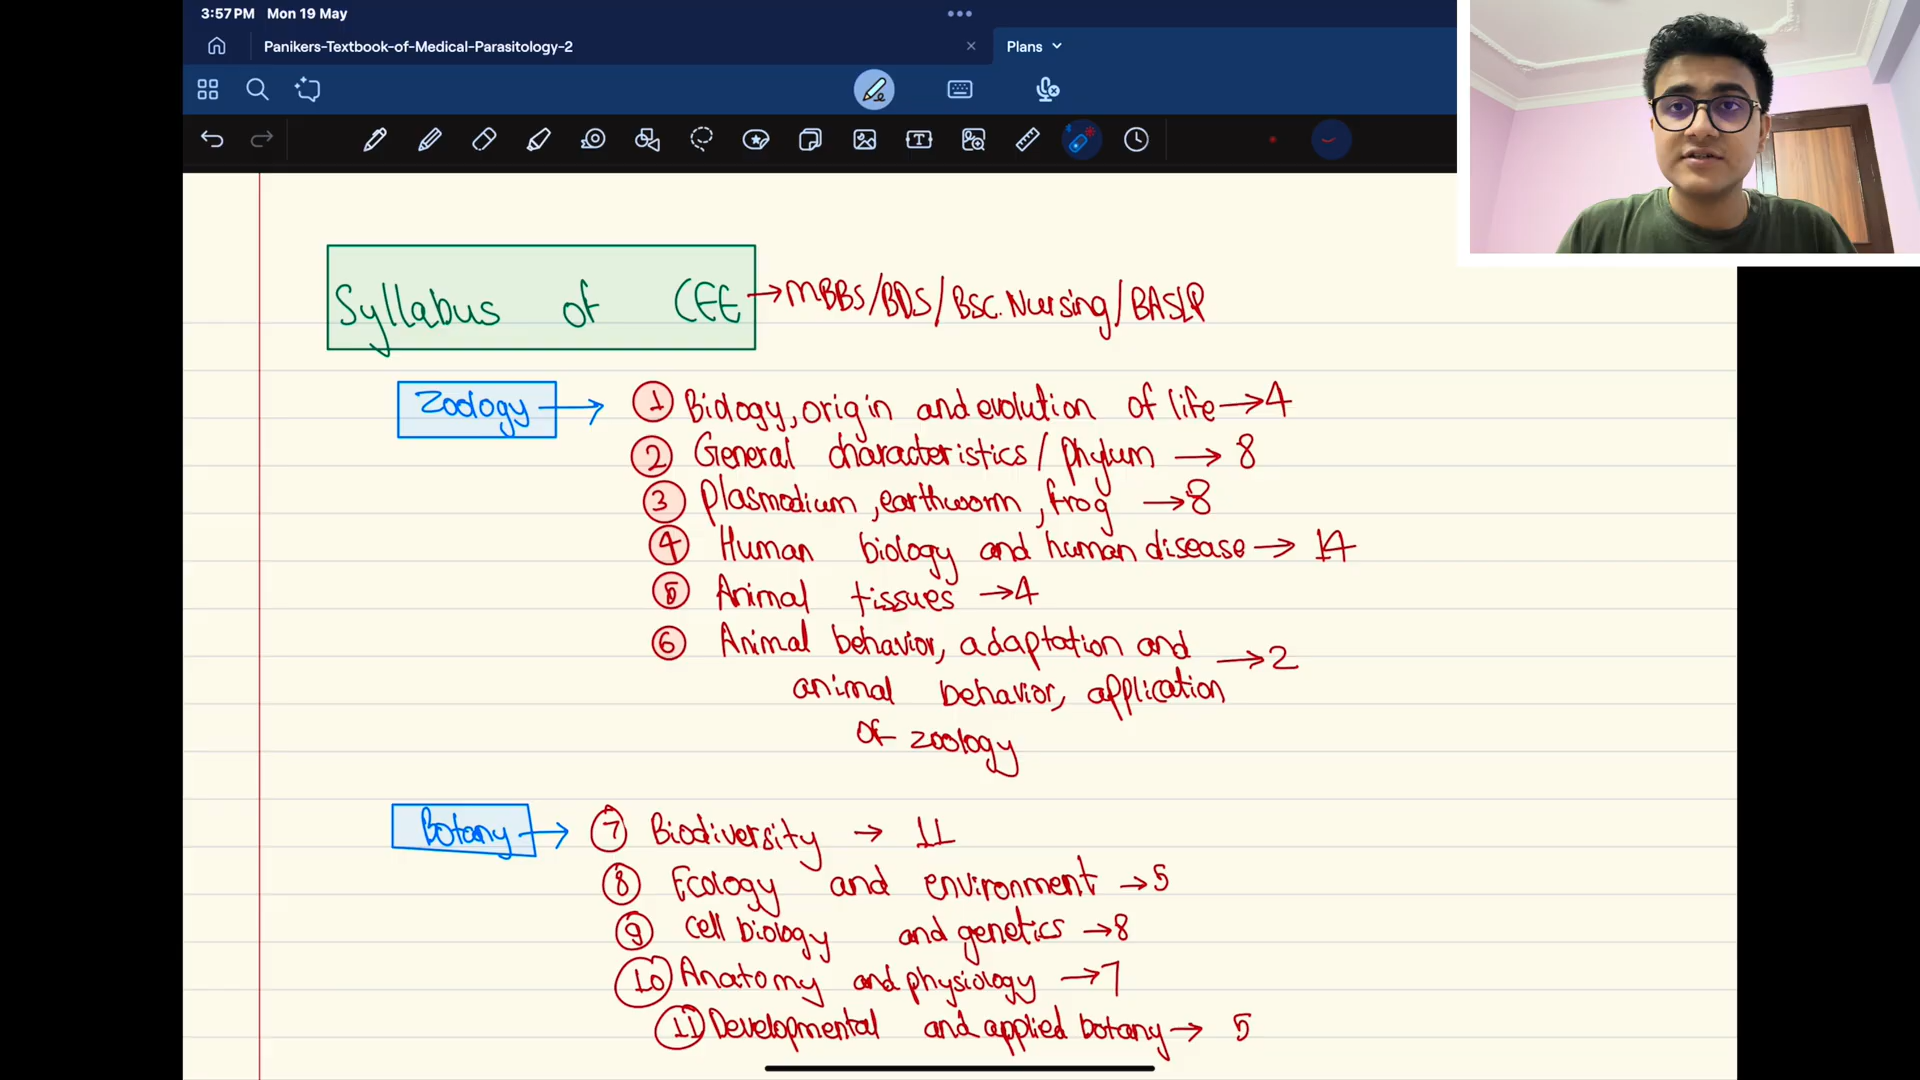 3:57 PM Mon 19 May
Panikers-Textbook-of-Medical-Parasitology-2
Plans
Syllabus of CEE → MBBS/BDS/BSc. Nursing/BASLP
Zoology → 1 Biology, origin and evolution of life → 4
2 General characteristics/phylum → 8
3 Plasmodium, earthworm, frog → 8
4 Human biology and human disease → 14
5 Animal tissues → 4
6 Animal behavior, adaptation and → 2
animal behavior, application
of zoology
Botany → 7 Biodiversity → 11
8 Ecology and environment → 5
9 Cell biology and genetics → 8
10 Anatomy and physiology → 7
11 Developmental and applied botany → 5